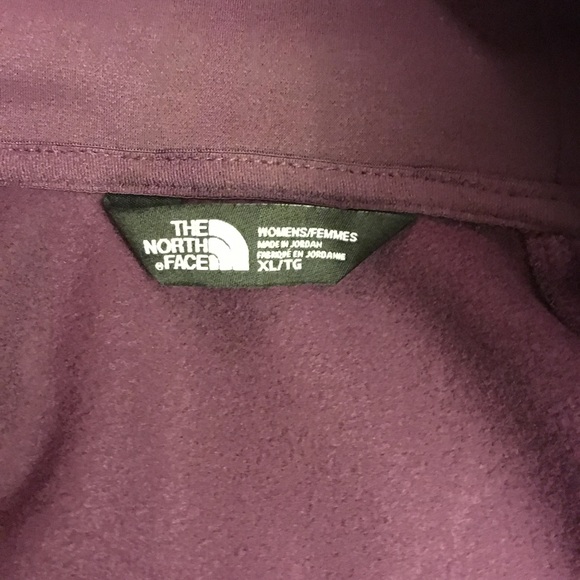 THE
NORTH
FACE
WOMENS/FEMMES
MADE IN JORDAN
FABRIQUÉ EN JORDANIE
XL/TG